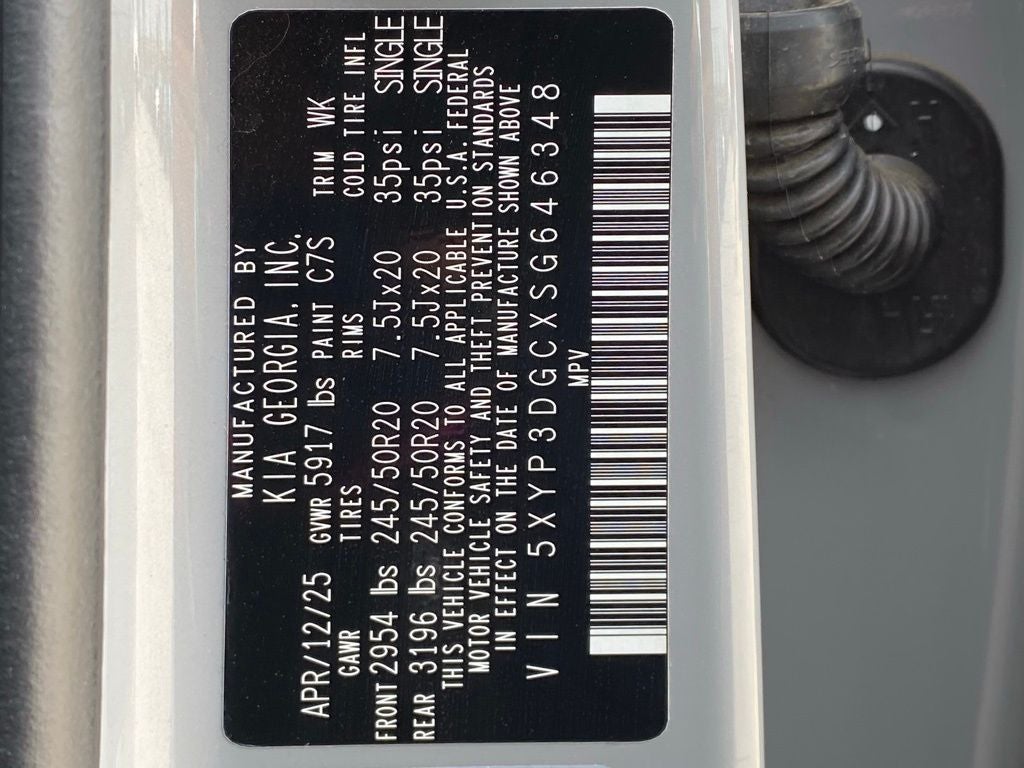 MANUFACTURED BY
KIA GEORGIA, INC.
APR/12/25 GVWR 5917 lbs PAINT C7S TRIM WK
GAWR TIRES RIMS COLD TIRE INFL
FRONT 2954 lbs 245/50R20 7.5Jx20 35psi SINGLE
REAR 3196 lbs 245/50R20 7.5Jx20 35psi SINGLE
THIS VEHICLE CONFORMS TO ALL APPLICABLE U.S.A. FEDERAL
MOTOR VEHICLE SAFETY AND THEFT PREVENTION STANDARDS
IN EFFECT ON THE DATE OF MANUFACTURE SHOWN ABOVE
VIN 5XYP3DGCXSG646348
MPV